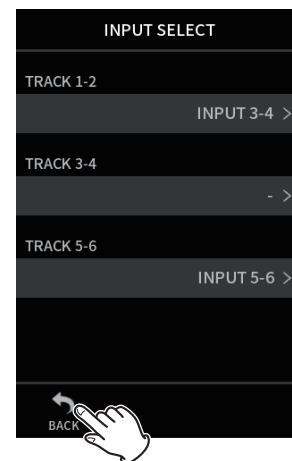 INPUT SELECT
TRACK 1-2
INPUT 3-4 >
TRACK 3-4
- >
TRACK 5-6
INPUT 5-6 >
BACK